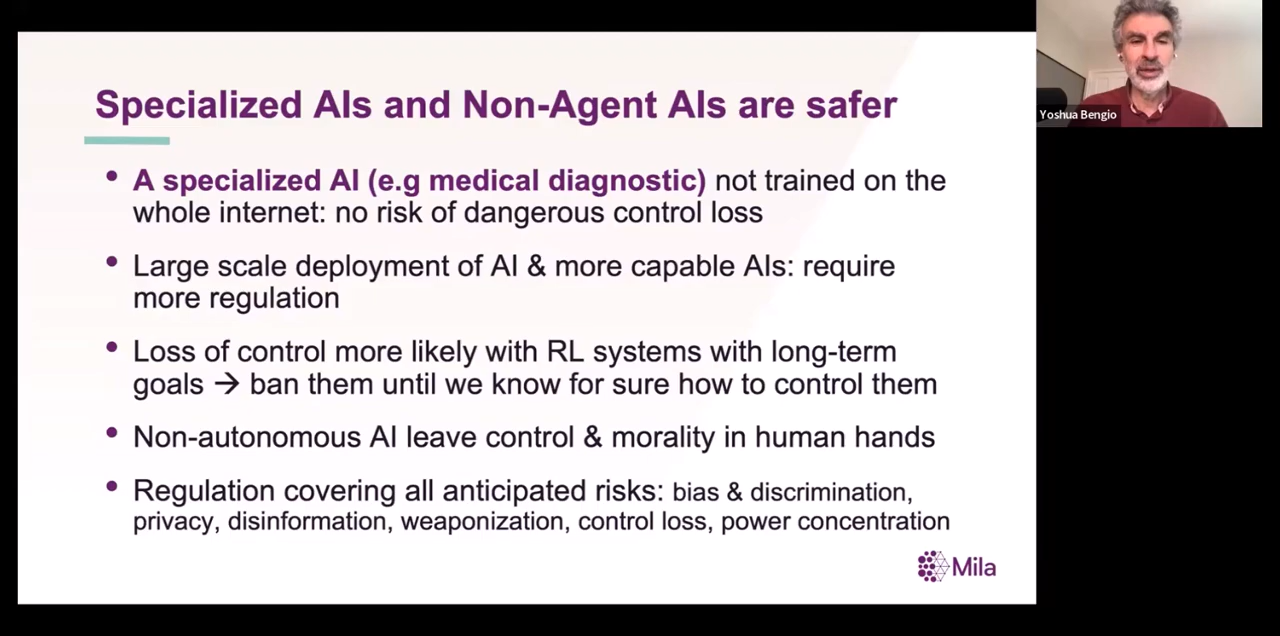 Specialized AIs and Non-Agent AIs are safer
• A specialized AI (e.g medical diagnostic) not trained on the
whole internet: no risk of dangerous control loss
• Large scale deployment of AI & more capable AIs: require
more regulation
• Loss of control more likely with RL systems with long-term
goals → ban them until we know for sure how to control them
• Non-autonomous AI leave control & morality in human hands
• Regulation covering all anticipated risks: bias & discrimination,
privacy, disinformation, weaponization, control loss, power concentration
Mila
Yoshua Bengio